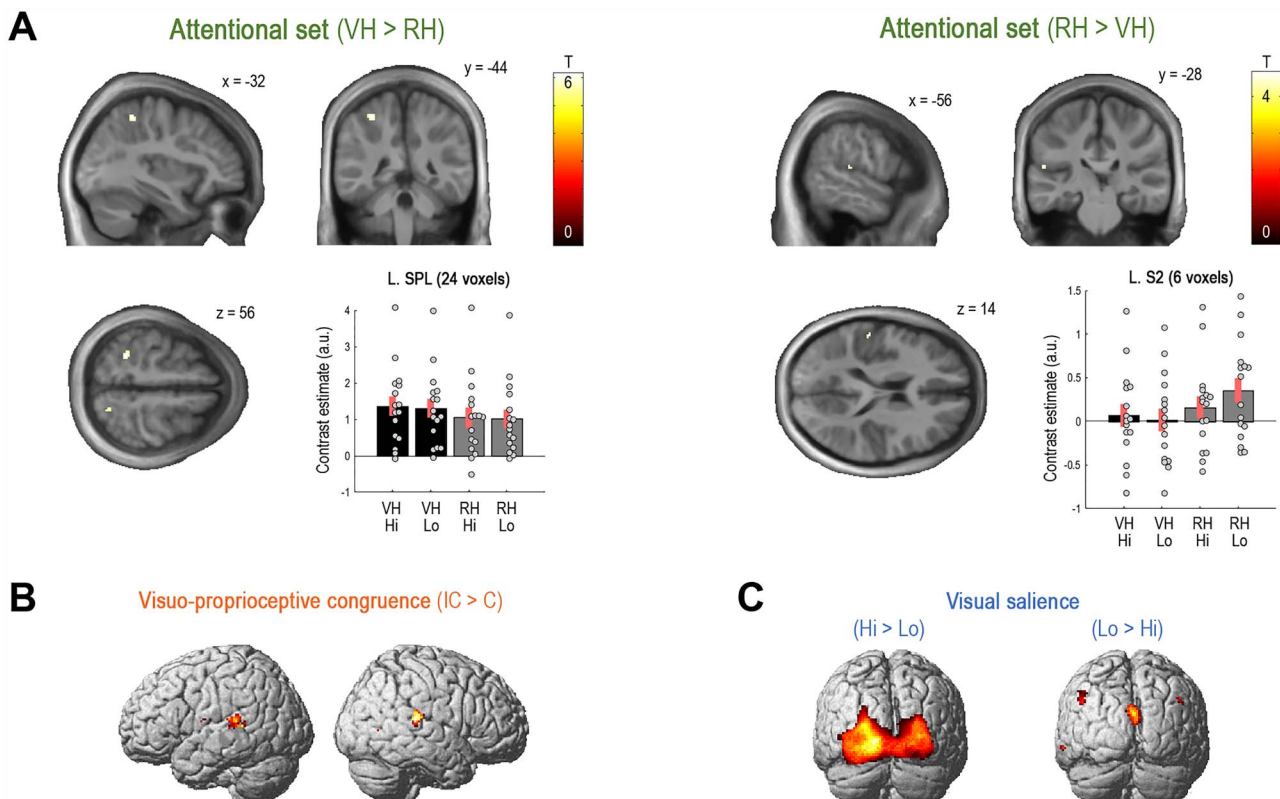 A
Attentional set (VH > RH)
x = -32
y = -44
T
6
0
z = 56
L. SPL (24 voxels)
Contrast estimate (a.u.)
4
3
2
1
0
-1
VH Hi
VH Lo
RH Hi
RH Lo
Attentional set (RH > VH)
x = -56
y = -28
T
4
0
z = 14
L. S2 (6 voxels)
Contrast estimate (a.u.)
1.5
1
0.5
0
-0.5
-1
VH Hi
VH Lo
RH Hi
RH Lo
B
Visuo-proprioceptive congruence (IC > C)
C
Visual salience
(Hi > Lo)
(Lo > Hi)